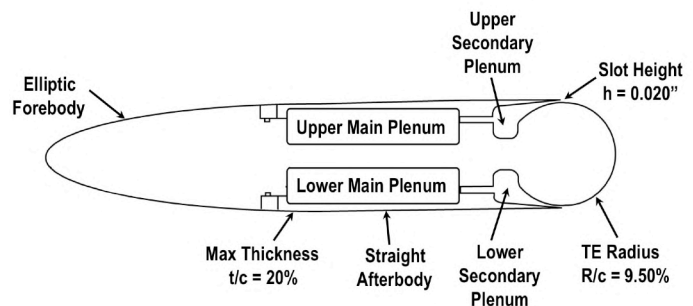 Upper
Secondary
Plenum
Slot Height
h = 0.020”
Elliptic
Forebody
Upper Main Plenum
Lower Main Plenum
Max Thickness
t/c = 20%
Straight
Afterbody
Lower
Secondary
Plenum
TE Radius
R/c = 9.50%